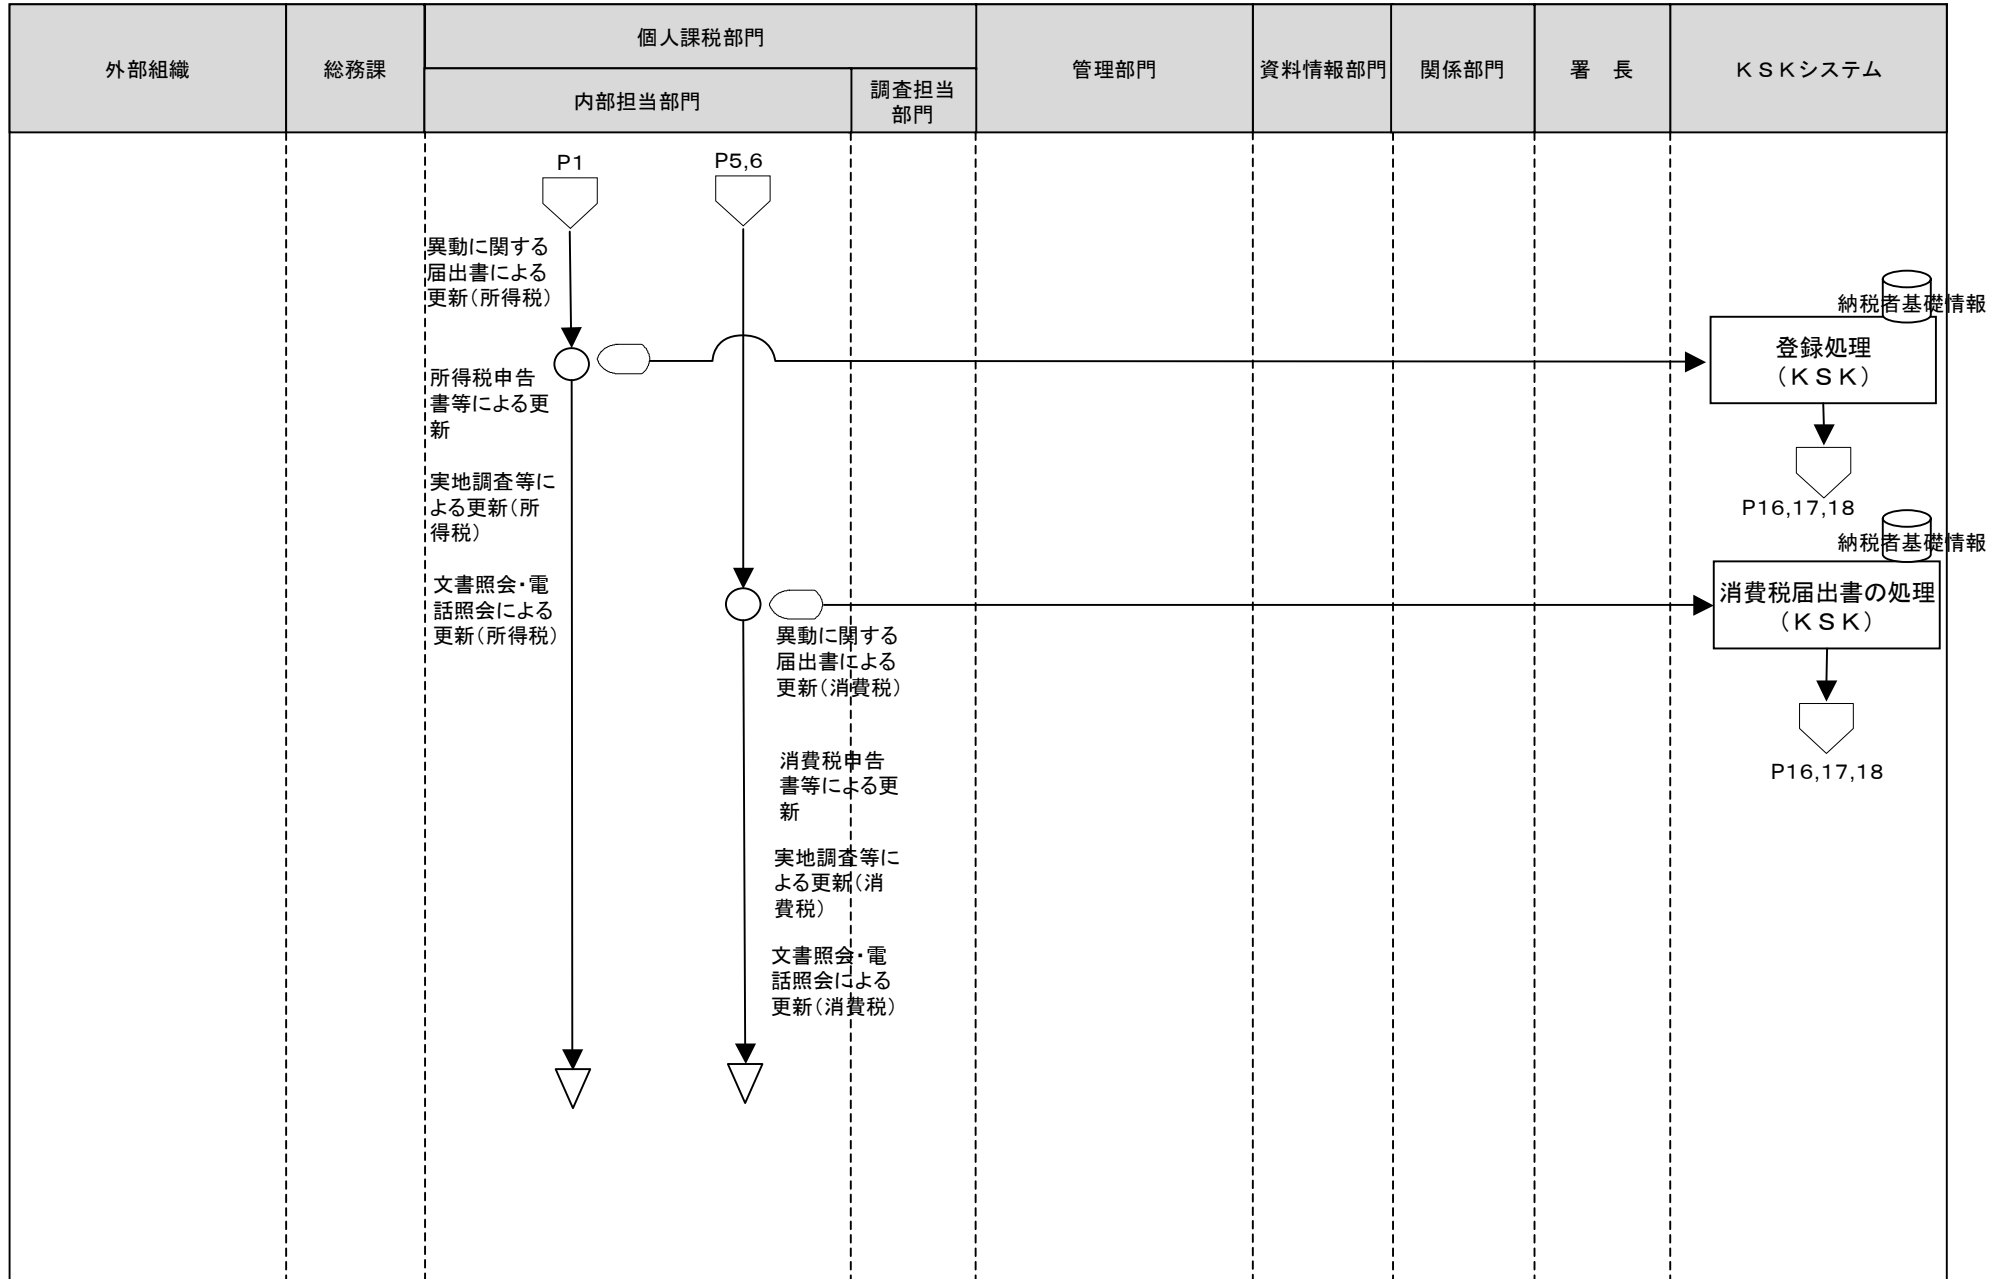 外部組織
総務課
個人課税部門
内部担当部門
調査担当
部門
管理部門
資料情報部門
関係部門
署　長
ＫＳＫシステム
P1
P5,6
異動に関する
届出書による
更新（所得税）
所得税申告
書等による更
新
実地調査等に
よる更新（所
得税）
文書照会・電
話照会による
更新（所得税）
異動に関する
届出書による
更新（消費税）
消費税申告
書等による更
新
実地調査等に
よる更新（消
費税）
文書照会・電
話照会による
更新（消費税）
納税者基礎情報
登録処理
（ＫＳＫ）
P16,17,18
納税者基礎情報
消費税届出書の処理
（ＫＳＫ）
P16,17,18